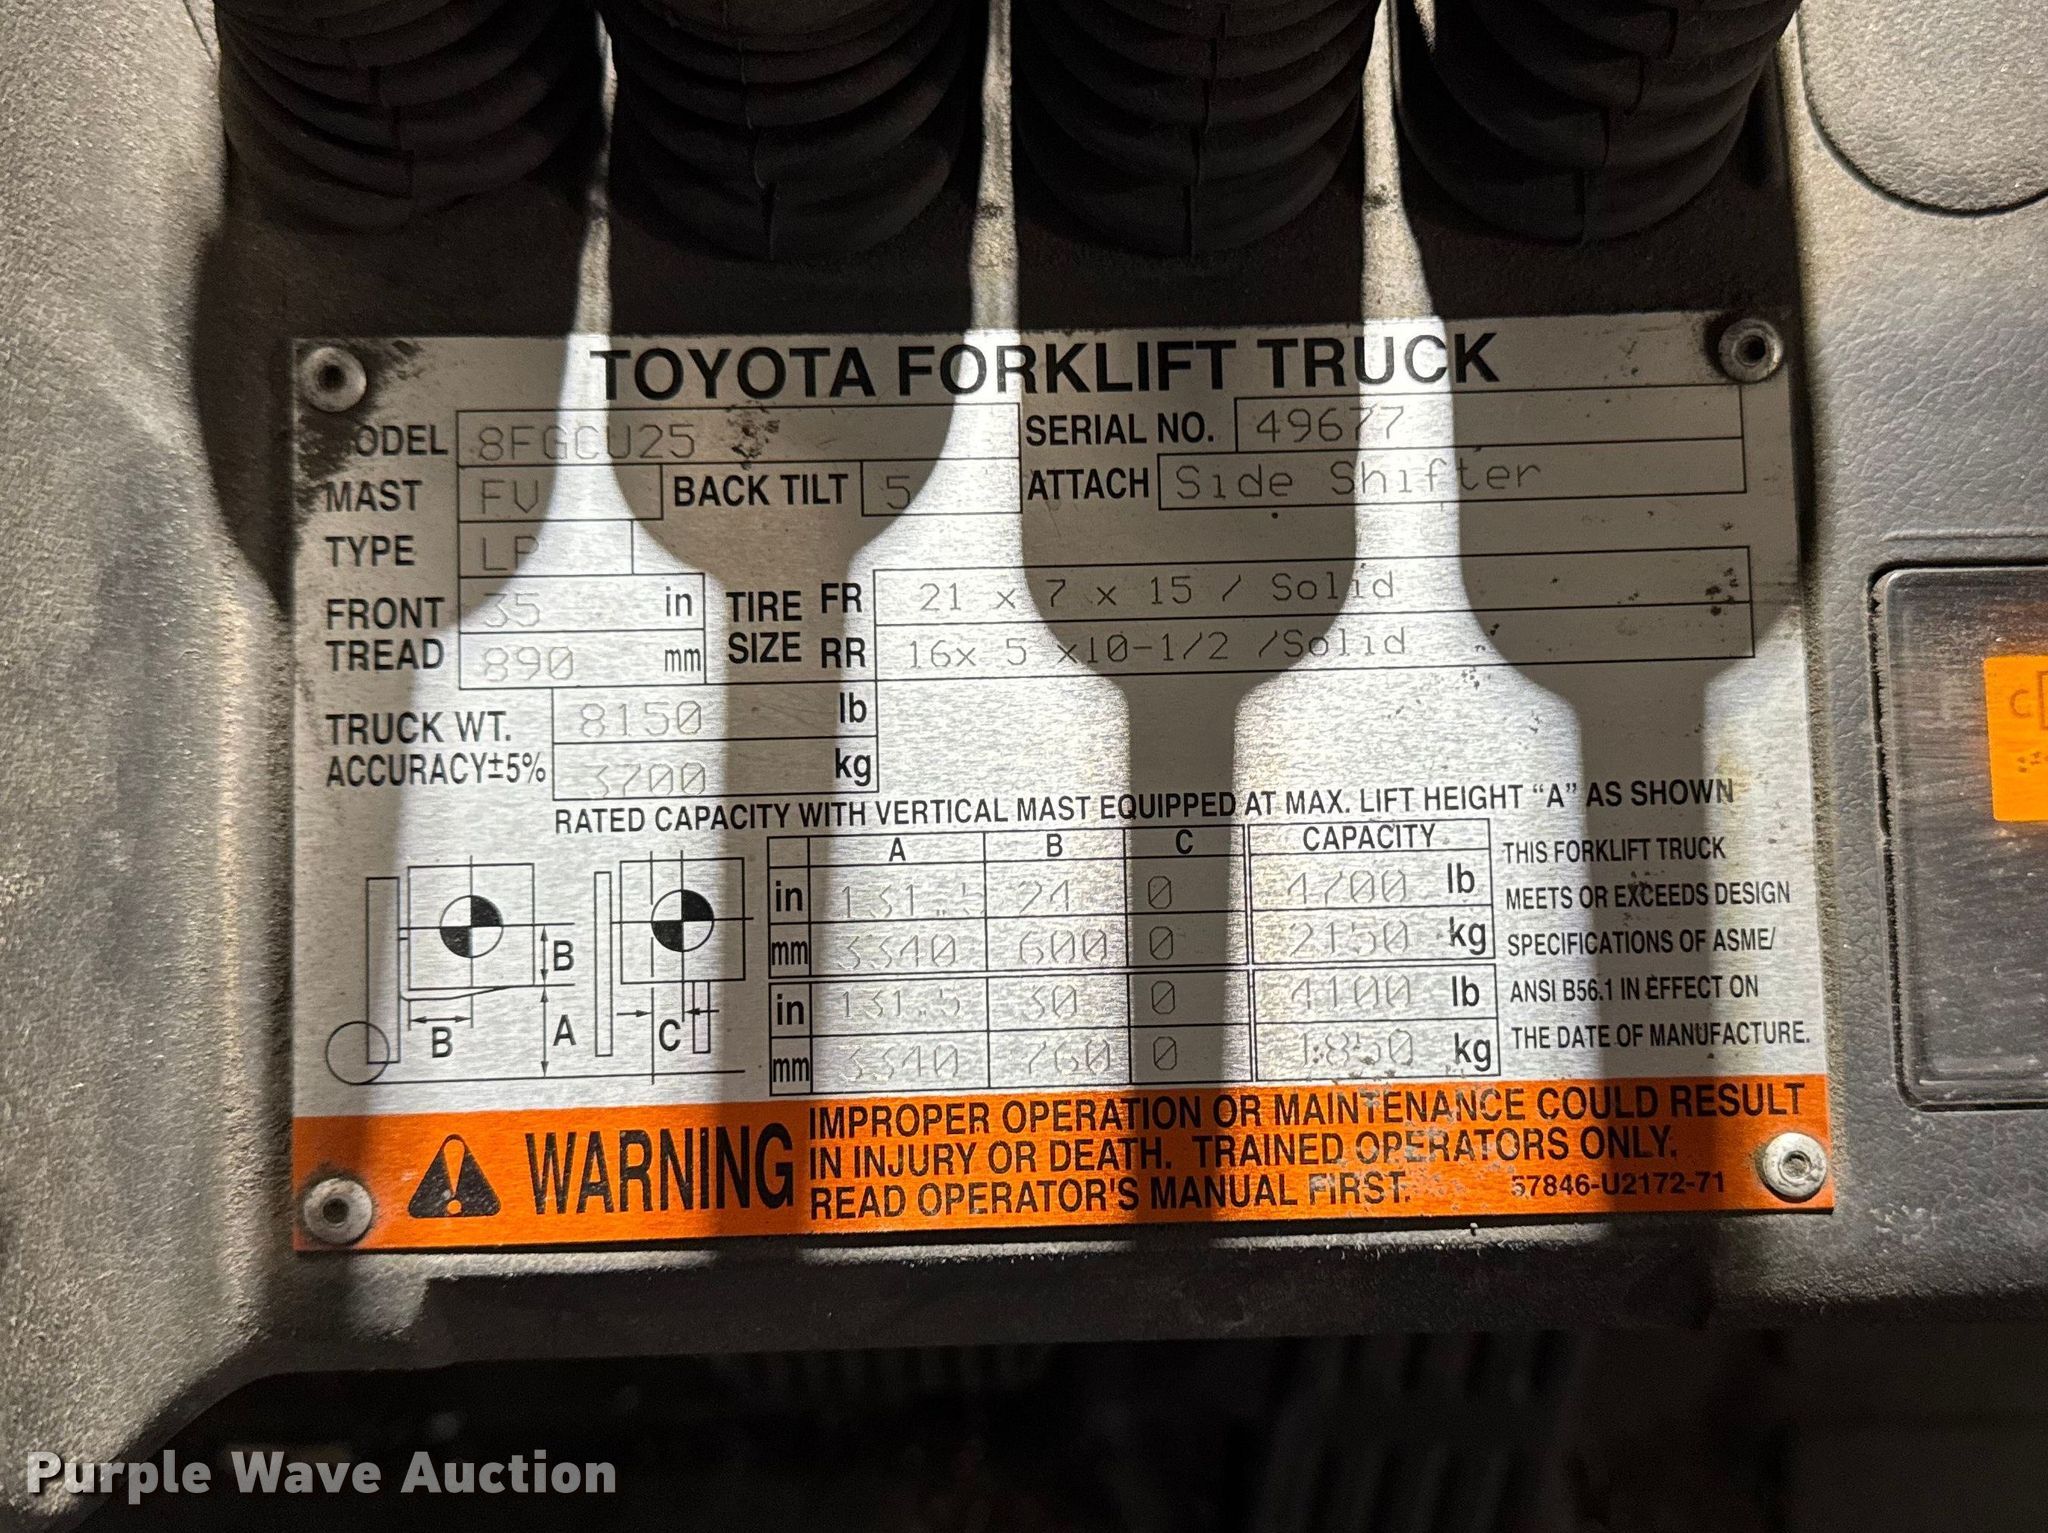 TOYOTA FORKLIFT TRUCK
MODEL 8FGCU25 SERIAL NO. 49677
MAST FV BACK TILT 5 ATTACH Side Shifter
TYPE LP
FRONT TREAD 35 in
890 mm
TIRE SIZE FR 21 x 7 x 15 / Solid
RR 16x 5 x10-1/2 /Solid
TRUCK WT. 8150 lb
ACCURACY±5% 3700 kg
RATED CAPACITY WITH VERTICAL MAST EQUIPPED AT MAX. LIFT HEIGHT “A” AS SHOWN
A B C CAPACITY
in 131.5 24 0 4700 lb
mm 3340 600 0 2150 kg
in 131.5 30 0 4100 lb
mm 3340 760 0 1850 kg
B
B
A
C
THIS FORKLIFT TRUCK
MEETS OR EXCEEDS DESIGN
SPECIFICATIONS OF ASME/
ANSI B56.1 IN EFFECT ON
THE DATE OF MANUFACTURE.
WARNING
IMPROPER OPERATION OR MAINTENANCE COULD RESULT
IN INJURY OR DEATH. TRAINED OPERATORS ONLY.
READ OPERATOR'S MANUAL FIRST. 57846-U2172-71
Purple Wave Auction